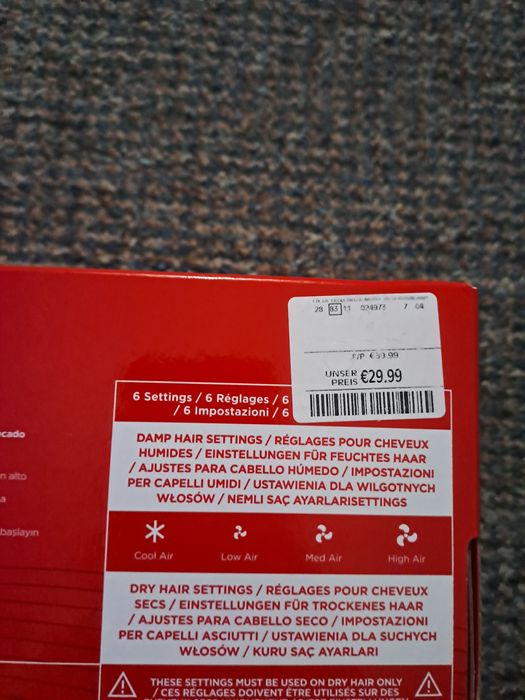 28 83 11 024973 7 04
UNSER
PREIS €29.99
6 Settings / 6 Réglages / 6
/ 6 Impostazioni / 6
DAMP HAIR SETTINGS / RÉGLAGES POUR CHEVEUX
HUMIDES / EINSTELLUNGEN FÜR FEUCHTES HAAR
/ AJUSTES PARA CABELLO HÚMEDO / IMPOSTAZIONI
PER CAPELLI UMIDI / USTAWIENIA DLA WILGOTNYCH
WŁOSÓW / NEMLI SAÇ AYARLARISETTINGS
Cool Air Low Air Med Air High Air
DRY HAIR SETTINGS / RÉGLAGES POUR CHEVEUX
SECS / EINSTELLUNGEN FÜR TROCKENES HAAR
/ AJUSTES PARA CABELLO SECO / IMPOSTAZIONI
PER CAPELLI ASCIUTTI / USTAWIENIA DLA SUCHYCH
WŁOSÓW / KURU SAÇ AYARLARI
THESE SETTINGS MUST BE USED ON DRY HAIR ONLY
/ CES RÉGLAGES DOIVENT ÊTRE UTILISÉS SUR DES
ecado
n alto
a
başlayın